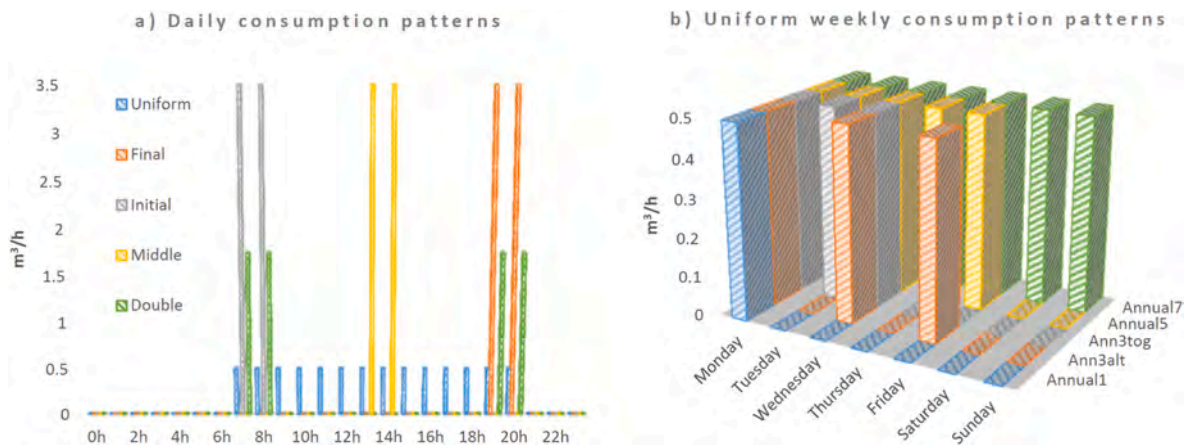 a) Daily consumption patterns
3.5
3
2.5
2
1.5
1
0.5
0
m³/h
Uniform
Final
Initial
Middle
Double
0h 2h 4h 6h 8h 10h 12h 14h 16h 18h 20h 22h
b) Uniform weekly consumption patterns
0.5
0.4
0.3
0.2
0.1
0
m³/h
Monday
Tuesday
Wednesday
Thursday
Friday
Saturday
Sunday
Annual7
Annual5
Ann3tog
Ann3alt
Annual1